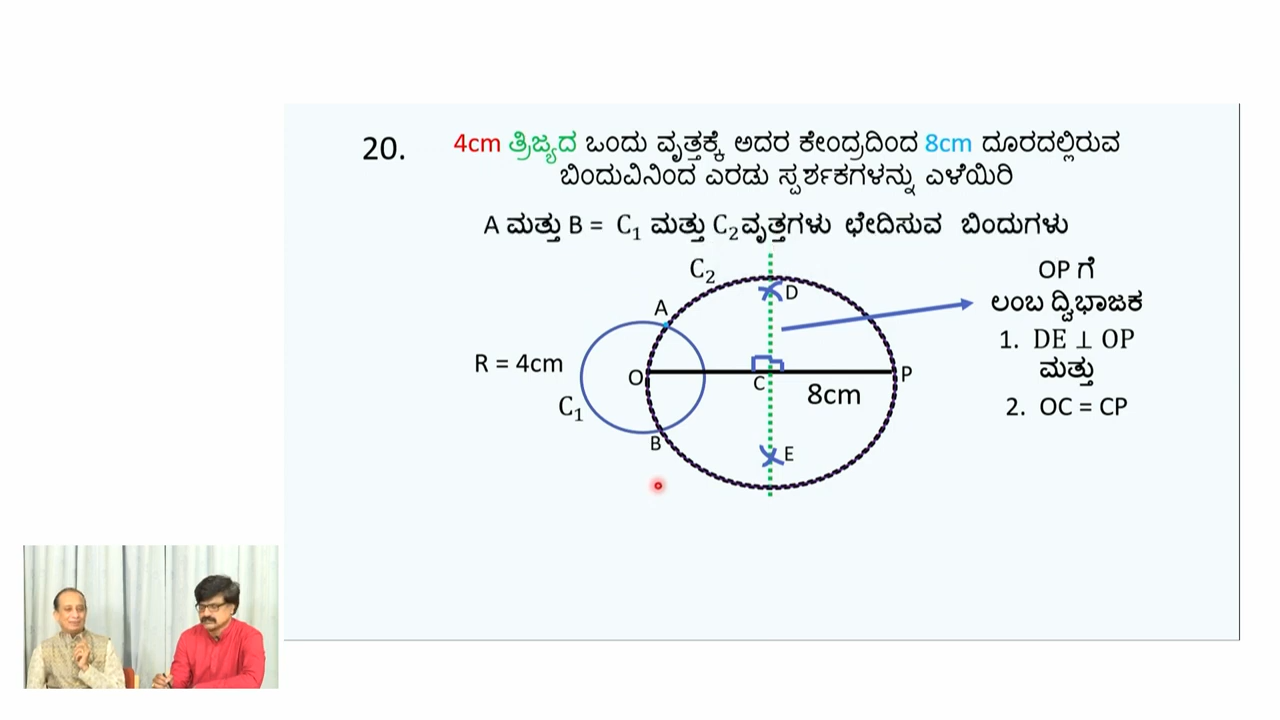 20.
4cm ತ್ರಿಜ್ಯದ ಒಂದು ವೃತ್ತಕ್ಕೆ ಅದರ ಕೇಂದ್ರದಿಂದ 8cm ದೂರದಲ್ಲಿರುವ
ಬಿಂದುವಿನಿಂದ ಎರಡು ಸ್ಪರ್ಶಕಗಳನ್ನು ಎಳೆಯಿರಿ
A ಮತ್ತು B = C₁ ಮತ್ತು C₂ ವೃತ್ತಗಳು ಛೇದಿಸುವ ಬಿಂದುಗಳು
C₂
D
A
R = 4cm
O
C
P
8cm
C₁
B
E
OP ಗೆ
ಲಂಬ ದ್ವಿಭಾಜಕ
1. DE ⊥ OP
ಮತ್ತು
2. OC = CP